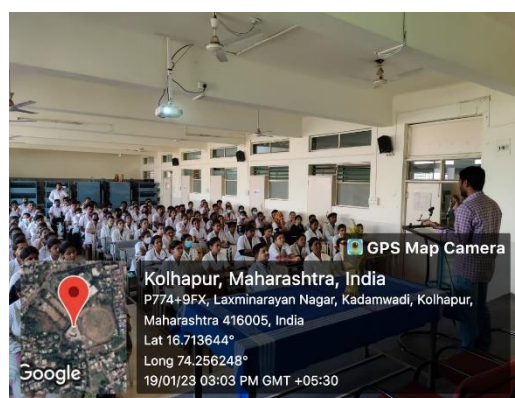 GPS Map Camera
Kolhapur, Maharashtra, India
P774+9FX, Laxminarayan Nagar, Kadamwadi, Kolhapur,
Maharashtra 416005, India
Lat 16.713644°
Long 74.256248°
19/01/23 03:03 PM GMT +05:30
Google